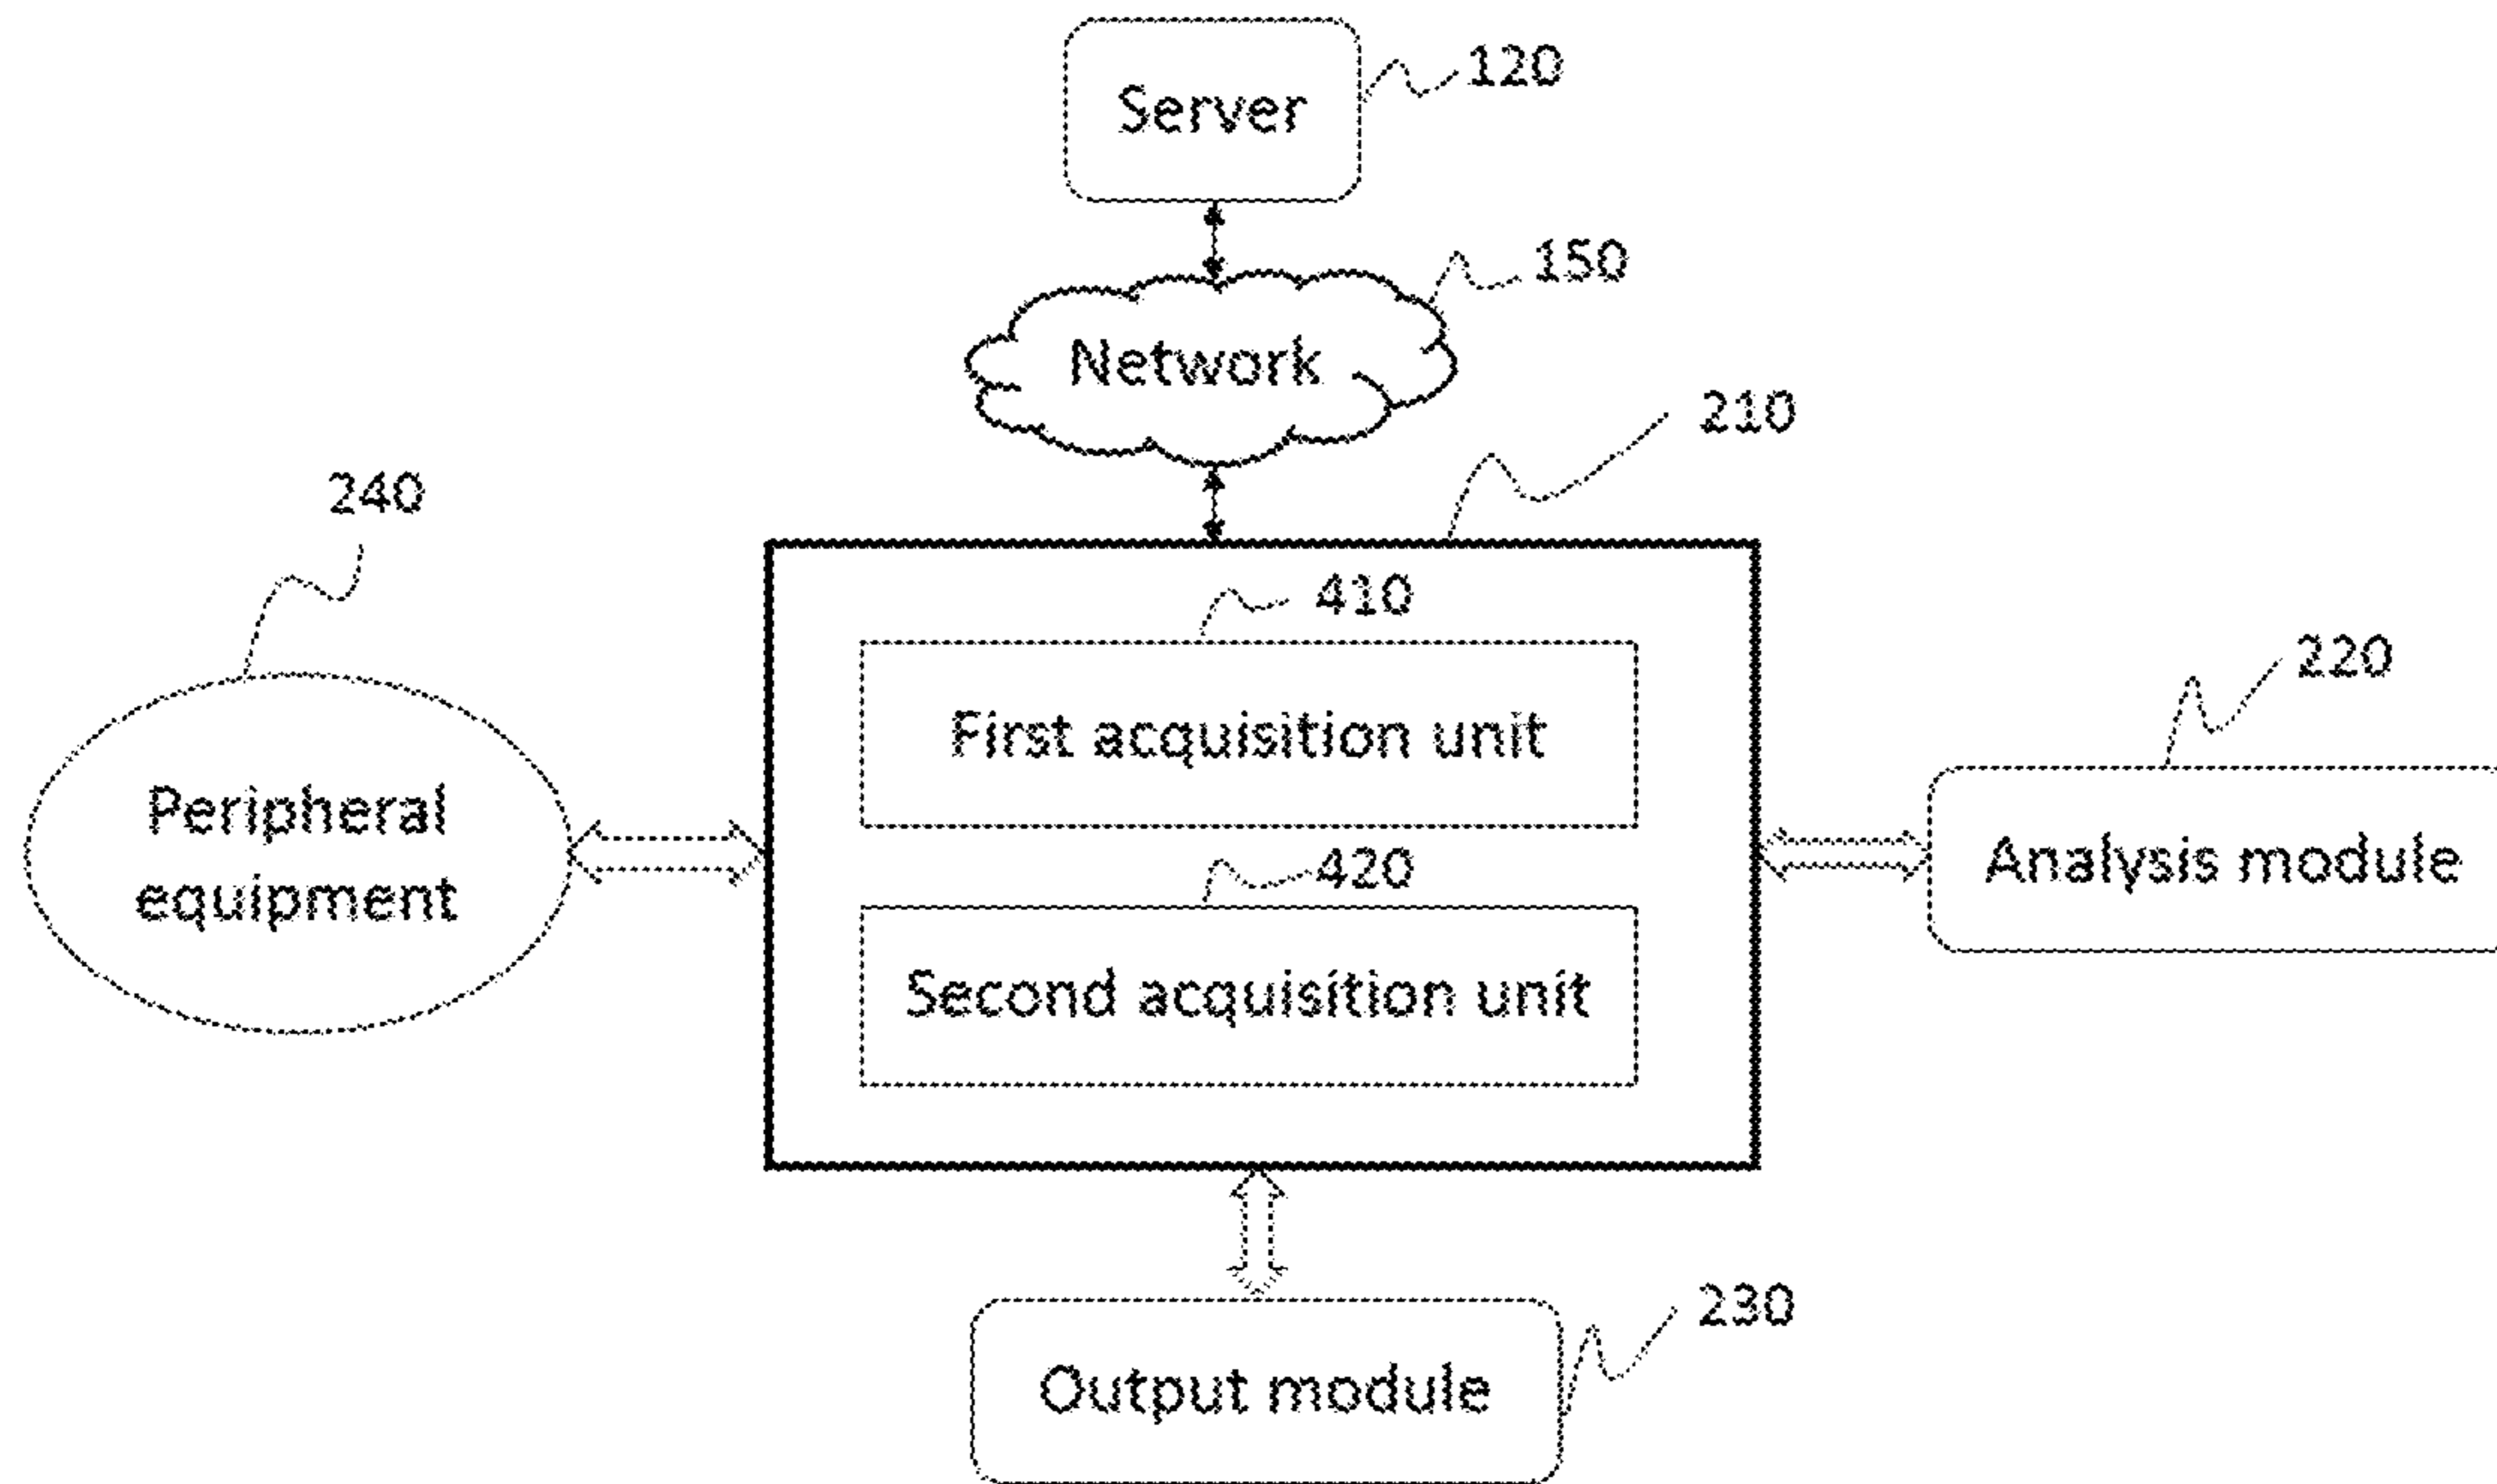 Server
120
150
Network
210
240
410
First acquisition unit
220
Peripheral
equipment
Analysis module
420
Second acquisition unit
230
Output module